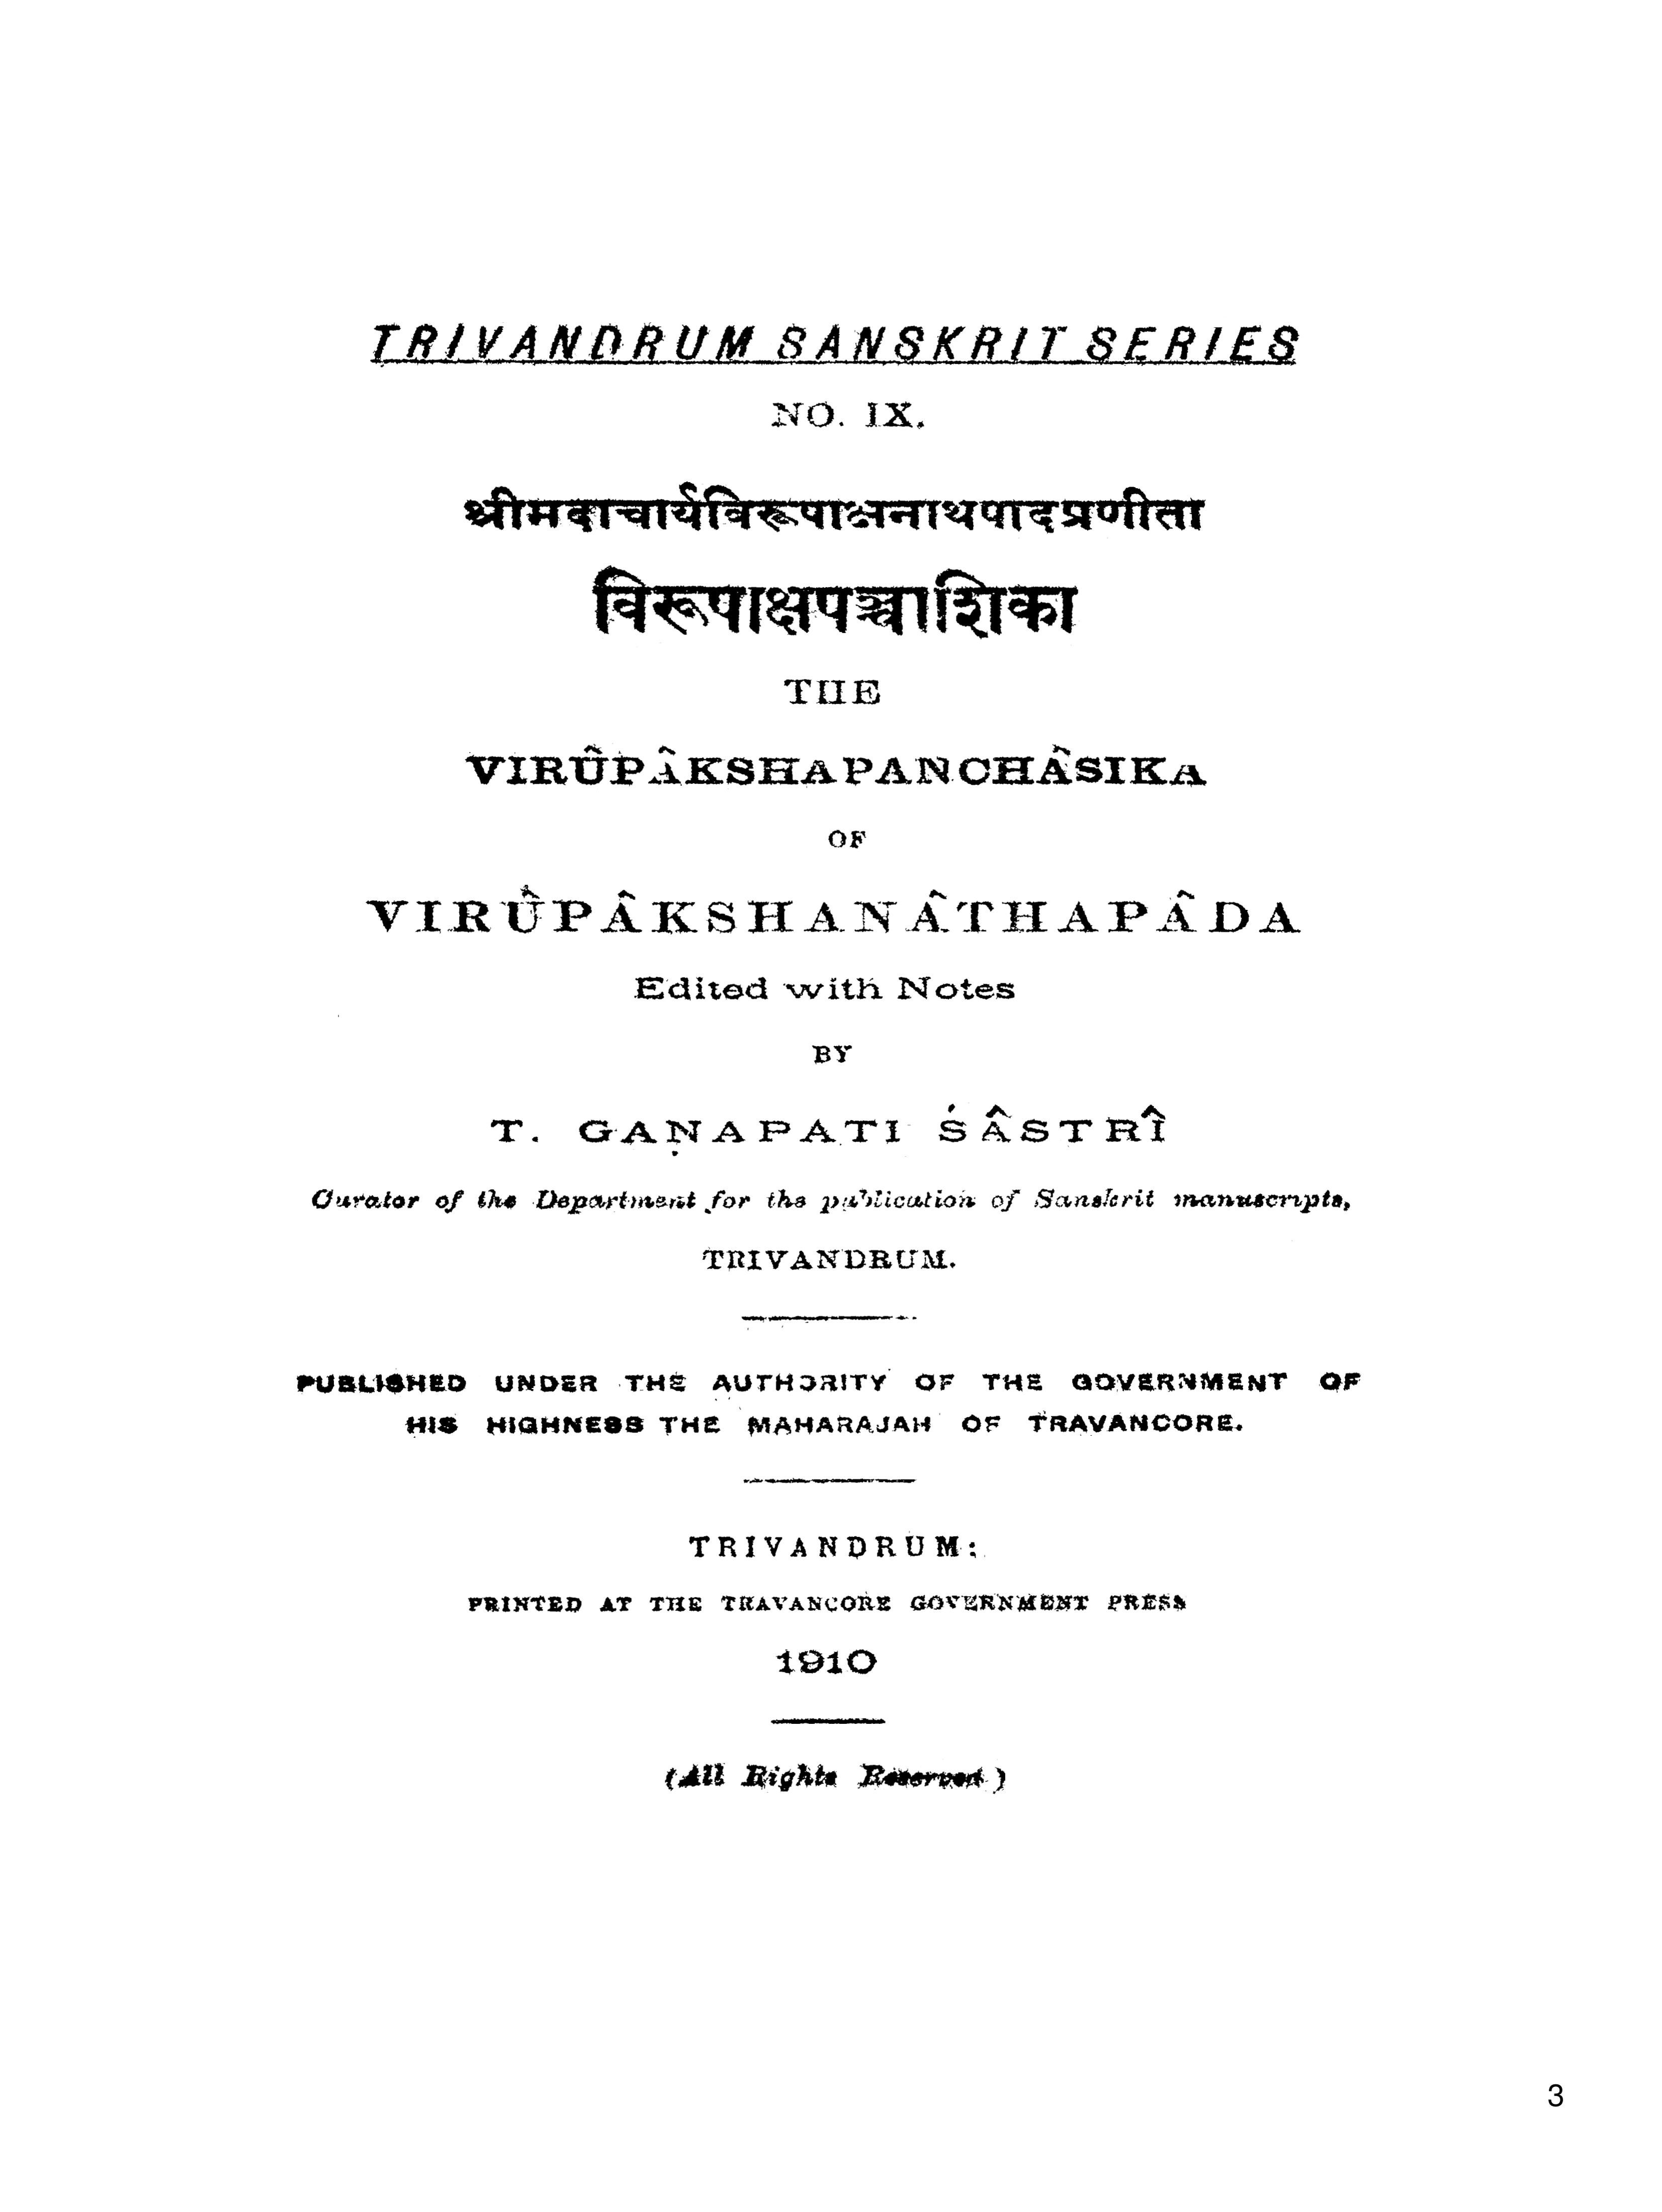 TRIVANDRUM SANSKRIT SERIES
NO. IX.
श्रीमदाचार्यविरूपाक्षनाथपादप्रणीता
विरूपाक्षपञ्चाशिका
THE
VIRÛPÂKSHAPANCHÂSIKA
OF
VIRÛPÂKSHANÂTHAPÂDA
Edited with Notes
BY
T. GAṆAPATI ŚÂSTRÎ
Curator of the Department for the publication of Sanskrit manuscripts,
TRIVANDRUM.
PUBLISHED UNDER THE AUTHORITY OF THE GOVERNMENT OF
HIS HIGHNESS THE MAHARAJAH OF TRAVANCORE.
TRIVANDRUM:
PRINTED AT THE TRAVANCORE GOVERNMENT PRESS
1910
(All Rights Reserved.)
3